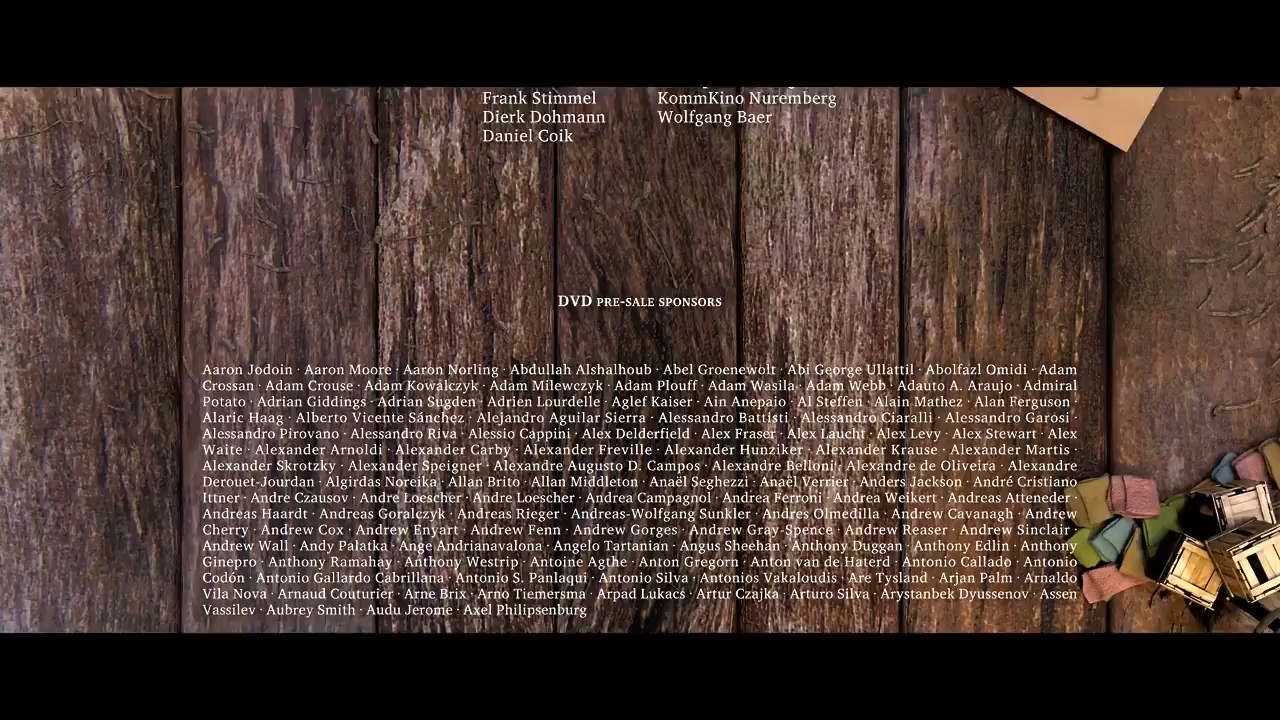 Frank Stimmel
KommKino Nuremberg
Dierk Dohmann
Wolfgang Baer
Daniel Coik
DVD PRE-SALE SPONSORS
Aaron Jodoin · Aaron Moore · Aaron Norling · Abdullah Alshalhoub · Abel Groenewolt · Abi George Ullattil · Abolfazl Omidi · Adam
Crossan · Adam Crouse · Adam Kowalczyk · Adam Milewczyk · Adam Plouff · Adam Wasila · Adam Webb · Adauto A. Araujo · Admiral
Potato · Adrian Giddings · Adrian Sugden · Adrien Lourdelle · Aglef Kaiser · Ain Anepaio · Al Steffen · Alain Mathez · Alan Ferguson ·
Alaric Haag · Alberto Vicente Sánchez · Alejandro Aguilar Sierra · Alessandro Battisti · Alessandro Ciaralli · Alessandro Garosi ·
Alessandro Pirovano · Alessandro Riva · Alessio Cappini · Alex Delderfield · Alex Fraser · Alex Laucht · Alex Levy · Alex Stewart · Alex
Waite · Alexander Arnoldi · Alexander Carby · Alexander Freville · Alexander Hunziker · Alexander Krause · Alexander Martis ·
Alexander Skrotzky · Alexander Speigner · Alexandre Augusto D. Campos · Alexandre Belloni · Alexandre de Oliveira · Alexandre
Derouet-Jourdan · Algirdas Noreika · Allan Brito · Allan Middleton · Anaël Seghezzi · Anaël Verrier · Anders Jackson · André Cristiano
Ittner · Andre Czausov · Andre Loescher · Andre Loescher · Andrea Campagnol · Andrea Ferroni · Andrea Weikert · Andreas Atteneder ·
Andreas Haardt · Andreas Goralczyk · Andreas Rieger · Andreas-Wolfgang Sunkler · Andres Olmedilla · Andrew Cavanagh · Andrew
Cherry · Andrew Cox · Andrew Enyart · Andrew Fenn · Andrew Gorges · Andrew Gray-Spence · Andrew Reaser · Andrew Sinclair ·
Andrew Wall · Andy Palatka · Ange Andrianavalona · Angelo Tartanian · Angus Sheehan · Anthony Duggan · Anthony Edlin · Anthony
Ginepro · Anthony Ramahay · Anthony Westrip · Antoine Agthe · Anton Gregorn · Anton van de Haterd · Antonio Callado · Antonio
Codón · Antonio Gallardo Cabrillana · Antonio S. Panlaqui · Antonio Silva · Antonios Vakaloudis · Are Tysland · Arjan Palm · Arnaldo
Vila Nova · Arnaud Couturier · Arne Brix · Arno Tiemersma · Arpad Lukacs · Artur Czajka · Arturo Silva · Arystanbek Dyussenov · Assen
Vassilev · Aubrey Smith · Audu Jerome · Axel Philipsenburg